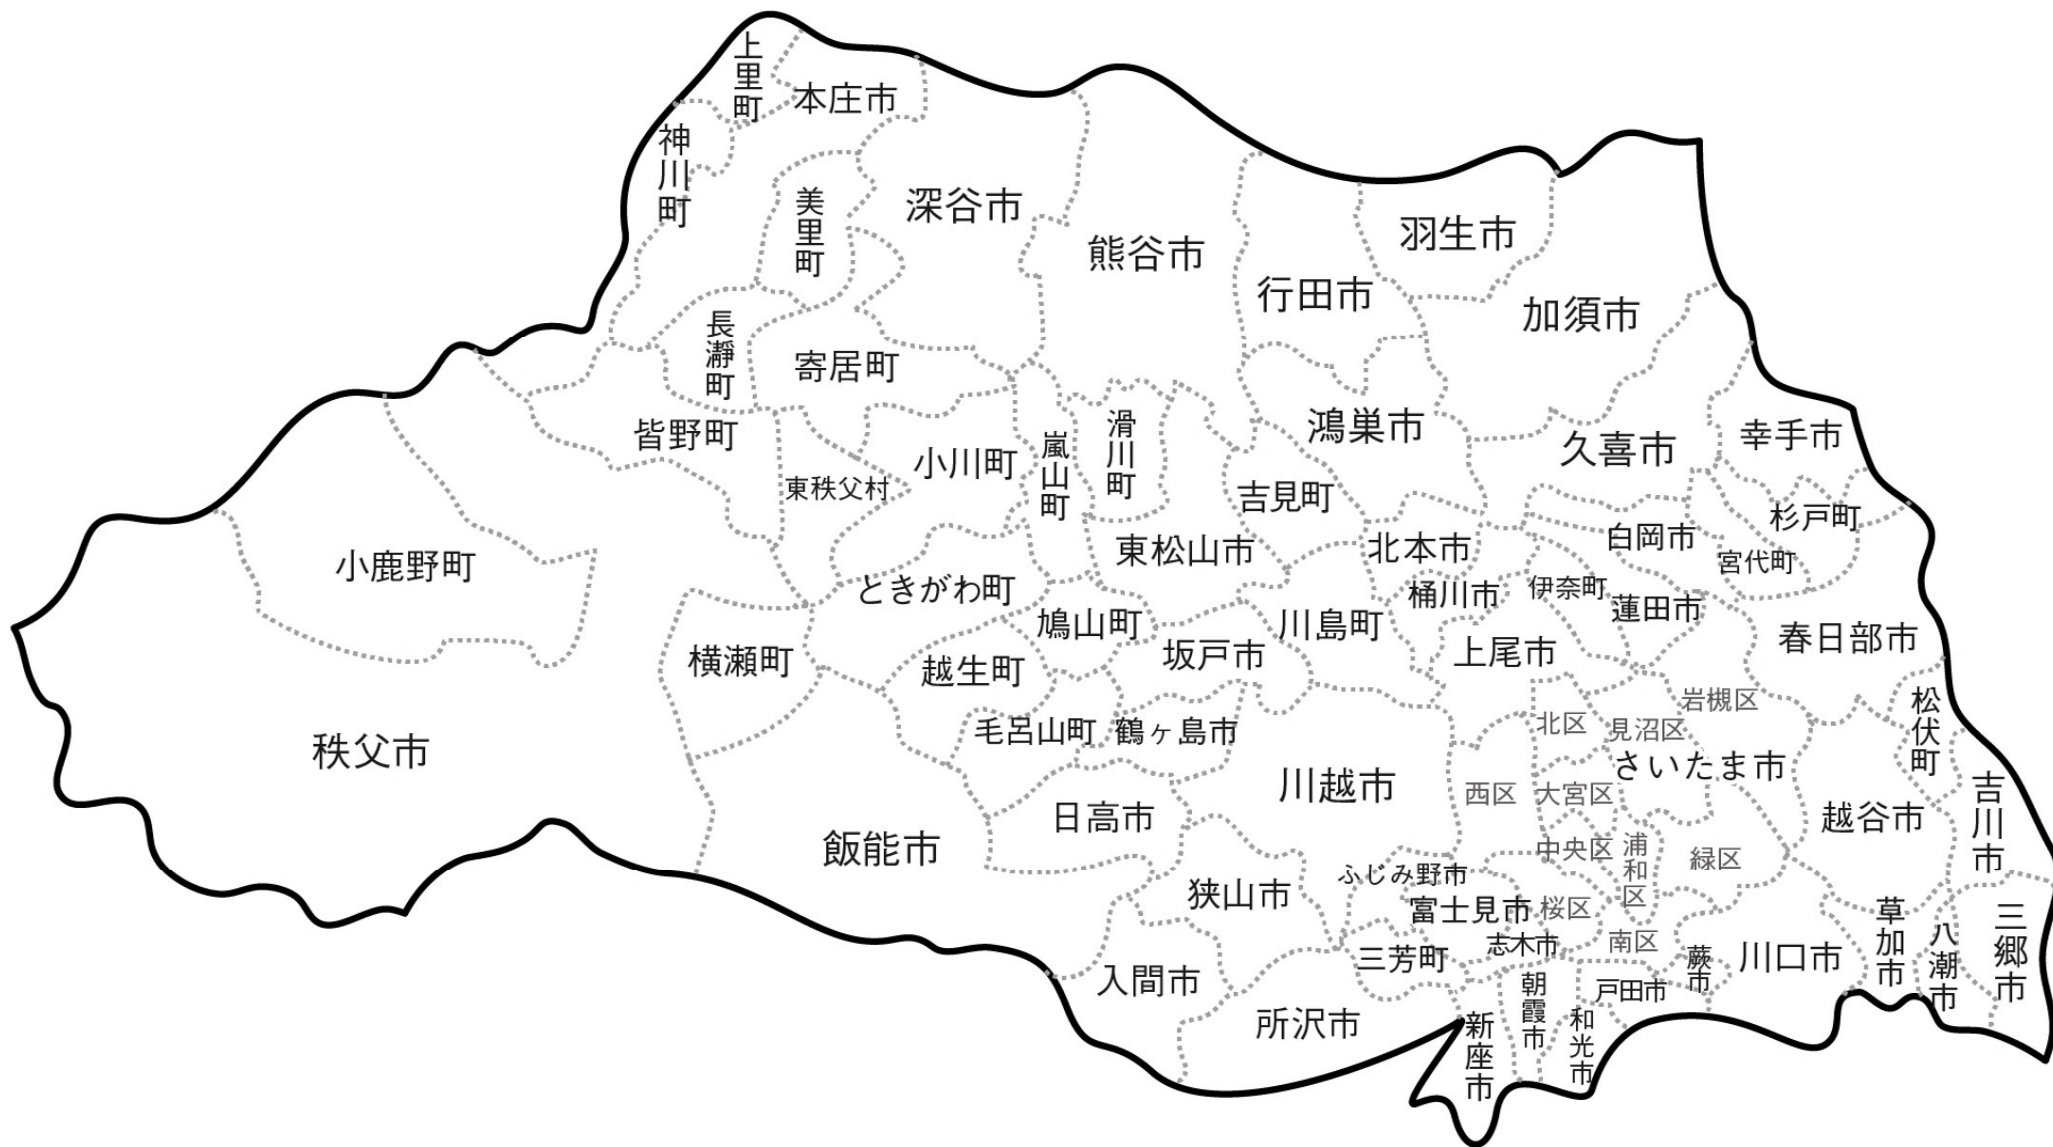 上里町
本庄市
神川町
美里町
深谷市
熊谷市
羽生市
行田市
加須市
長瀞町
寄居町
皆野町
東秩父村
小川町
嵐山町
滑川町
吉見町
鴻巣市
久喜市
幸手市
杉戸町
小鹿野町
ときがわ町
東松山市
北本市
桶川市
伊奈町
白岡市
宮代町
蓮田市
横瀬町
鳩山町
越生町
坂戸市
川島町
上尾市
春日部市
秩父市
毛呂山町
鶴ヶ島市
川越市
北区
見沼区
岩槻区
さいたま市
松伏町
西区
大宮区
越谷市
吉川市
飯能市
日高市
中央区
浦和区
緑区
狭山市
ふじみ野市
富士見市
桜区
南区
入間市
三芳町
志木市
蕨市
川口市
草加市
八潮市
三郷市
所沢市
新座市
朝霞市
和光市
戸田市